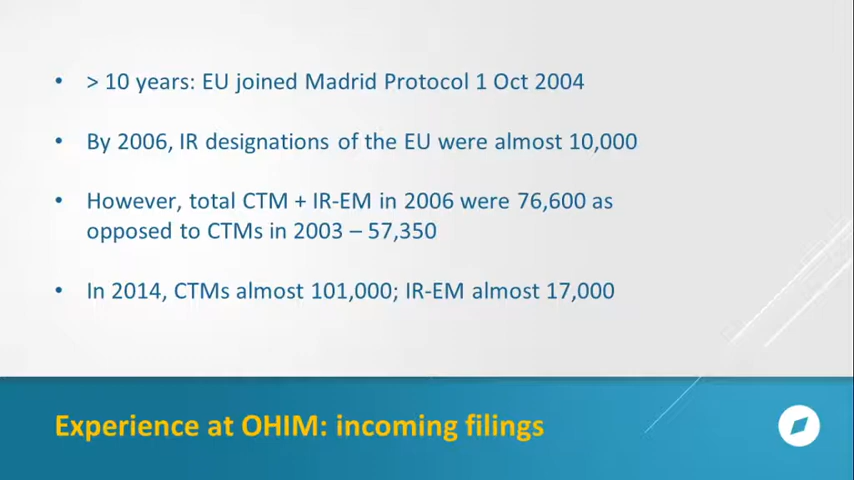 • > 10 years: EU joined Madrid Protocol 1 Oct 2004
• By 2006, IR designations of the EU were almost 10,000
• However, total CTM + IR-EM in 2006 were 76,600 as
opposed to CTMs in 2003 – 57,350
• In 2014, CTMs almost 101,000; IR-EM almost 17,000
Experience at OHIM: incoming filings